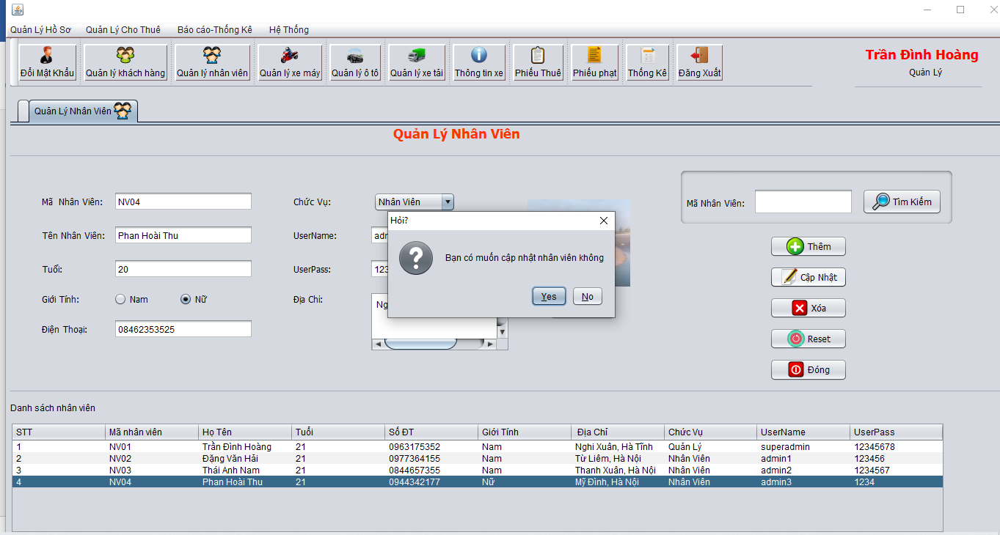 Quản Lý Hồ Sơ Quản Lý Cho Thuê Báo cáo-Thống Kê Hệ Thống
Đổi Mật Khẩu Quản lý khách hàng Quản lý nhân viên Quản lý xe máy Quản lý ô tô Quản lý xe tải Thông tin xe Phiếu Thuê Phiếu phạt Thống Kê Đăng Xuất
Trần Đình Hoàng
Quản Lý
Quản Lý Nhân Viên
Quản Lý Nhân Viên
Mã Nhân Viên: NV04
Tên Nhân Viên: Phan Hoài Thu
Tuổi: 20
Giới Tính: Nam Nữ
Điện Thoại: 08462353525
Chức Vụ: Nhân Viên
UserName:
UserPass:
Địa Chỉ:
Hỏi?
Bạn có muốn cập nhật nhân viên không
Yes No
Mã Nhân Viên: Tìm Kiếm
Thêm
Cập Nhật
Xóa
Reset
Đóng
Danh sách nhân viên
STT Mã nhân viên Họ Tên Tuổi Số ĐT Giới Tính Địa Chỉ Chức Vụ UserName UserPass
1 NV01 Trần Đình Hoàng 21 0963175352 Nam Nghi Xuân, Hà Tĩnh Quản Lý superadmin 12345678
2 NV02 Đặng Văn Hải 21 0977364155 Nam Từ Liêm, Hà Nội Nhân Viên admin1 123456
3 NV03 Thái Anh Nam 21 0844657355 Nam Thanh Xuân, Hà Nội Nhân Viên admin2 1234567
4 NV04 Phan Hoài Thu 21 0944342177 Nữ Mỹ Đình, Hà Nội Nhân Viên admin3 1234